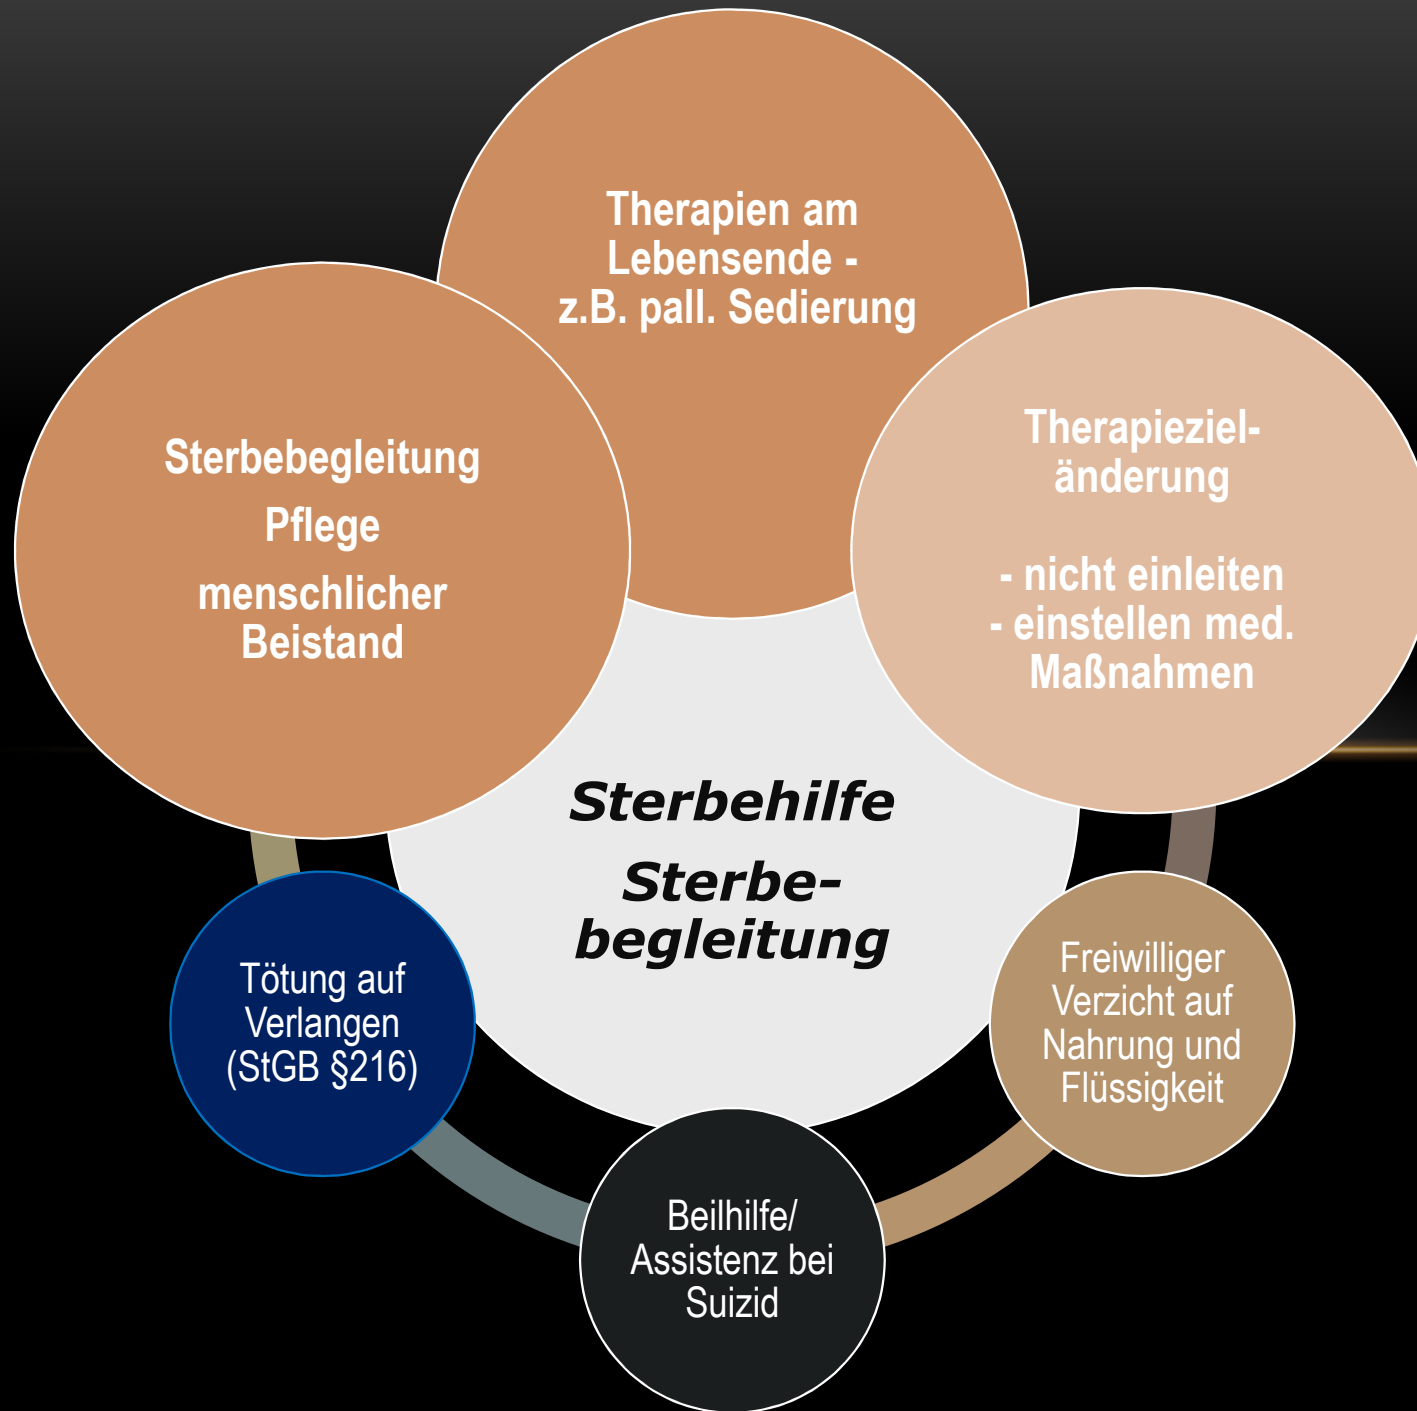 Therapien am
Lebensende -
z.B. pall. Sedierung
Therapieziel-
änderung
- nicht einleiten
- einstellen med.
Maßnahmen
Sterbebegleitung
Pflege
menschlicher
Beistand
Sterbehilfe
Sterbe-
begleitung
Freiwilliger
Verzicht auf
Nahrung und
Flüssigkeit
Beilhilfe/
Assistenz bei
Suizid
Tötung auf
Verlangen
(StGB §216)